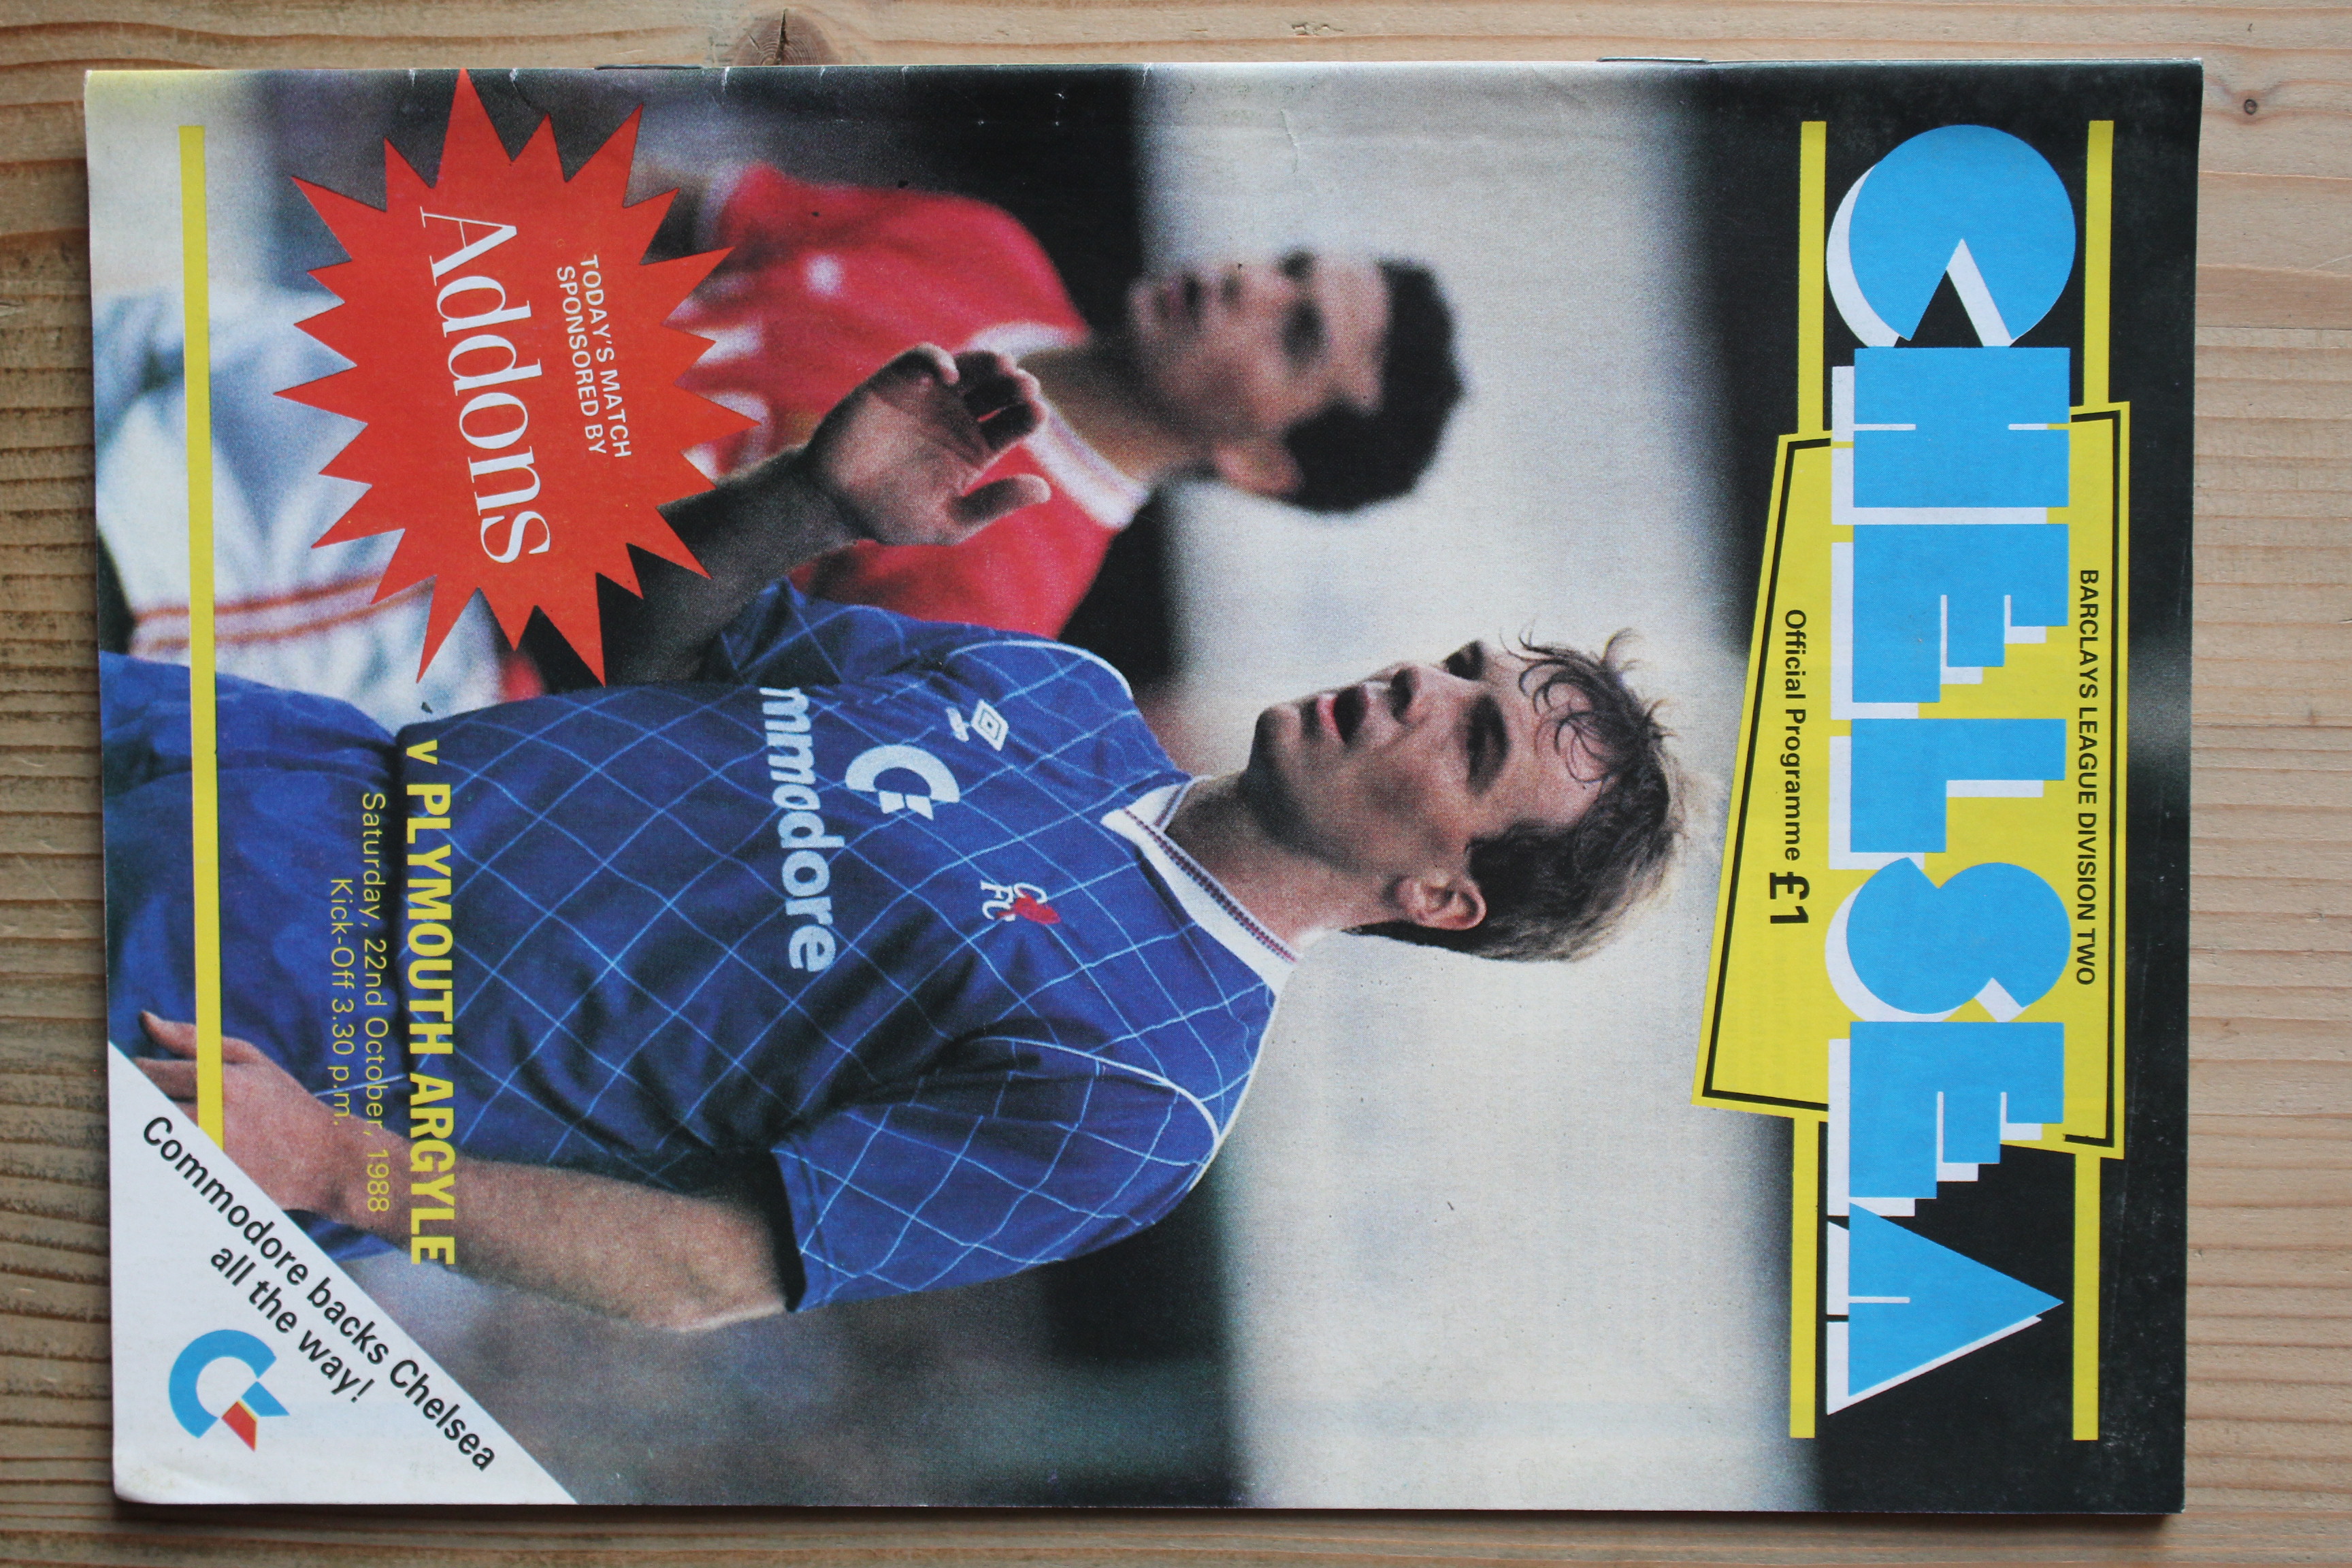 BARCLAYS LEAGUE DIVISION TWO
CHELSEA
Official Programme £1
mmodore
TODAY'S MATCH
SPONSORED BY
Addons
v PLYMOUTH ARGYLE
Saturday, 22nd October, 1988
Kick-Off 3.30 p.m.
Commodore backs Chelsea
all the way!